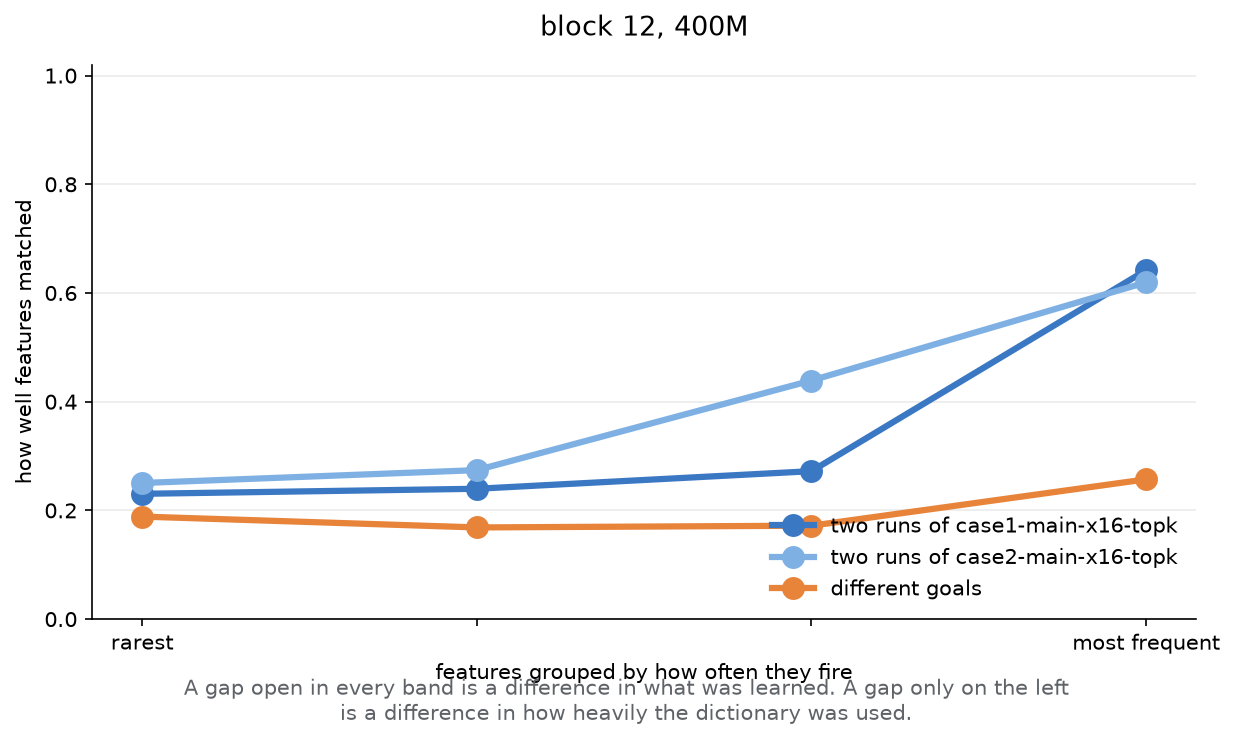 block 12, 400M
how well features matched
1.0
0.8
0.6
0.4
0.2
0.0
two runs of case1-main-x16-topk
two runs of case2-main-x16-topk
different goals
rarest
most frequent
features grouped by how often they fire
A gap open in every band is a difference in what was learned. A gap only on the left
is a difference in how heavily the dictionary was used.